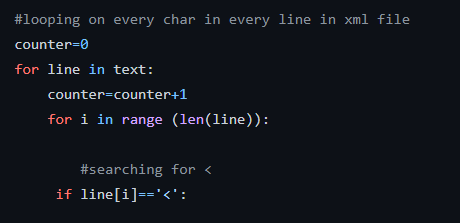 #looping on every char in every line in xml file
counter=0
for line in text:
    counter=counter+1
    for i in range (len(line)):
        #searching for <
     if line[i]=='<':